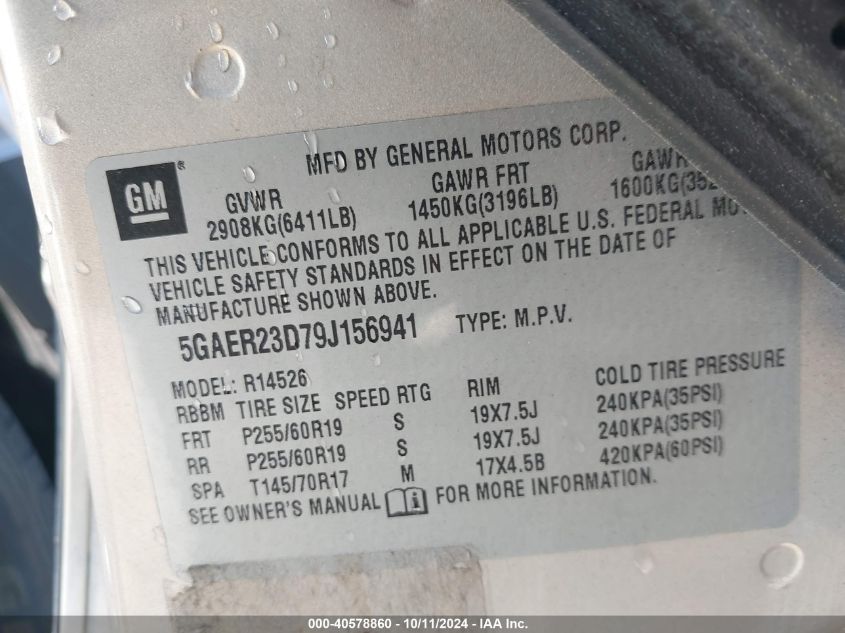 MFD BY GENERAL MOTORS CORP.
GM®
GVWR GAWR FRT GAWR
2908KG(6411LB) 1450KG(3196LB) 1600KG(352
THIS VEHICLE CONFORMS TO ALL APPLICABLE U.S. FEDERAL
VEHICLE SAFETY STANDARDS IN EFFECT ON THE DATE OF
MANUFACTURE SHOWN ABOVE.
5GAER23D79J156941 TYPE: M.P.V.
MODEL: R14526
RBBM TIRE SIZE SPEED RTG RIM COLD TIRE PRESSURE
FRT P255/60R19 S 19X7.5J 240KPA(35PSI)
RR P255/60R19 S 19X7.5J 240KPA(35PSI)
SPA T145/70R17 M 17X4.5B 420KPA(60PSI)
SEE OWNER'S MANUAL FOR MORE INFORMATION.
000-40578860 - 10/11/2024 - IAA Inc.